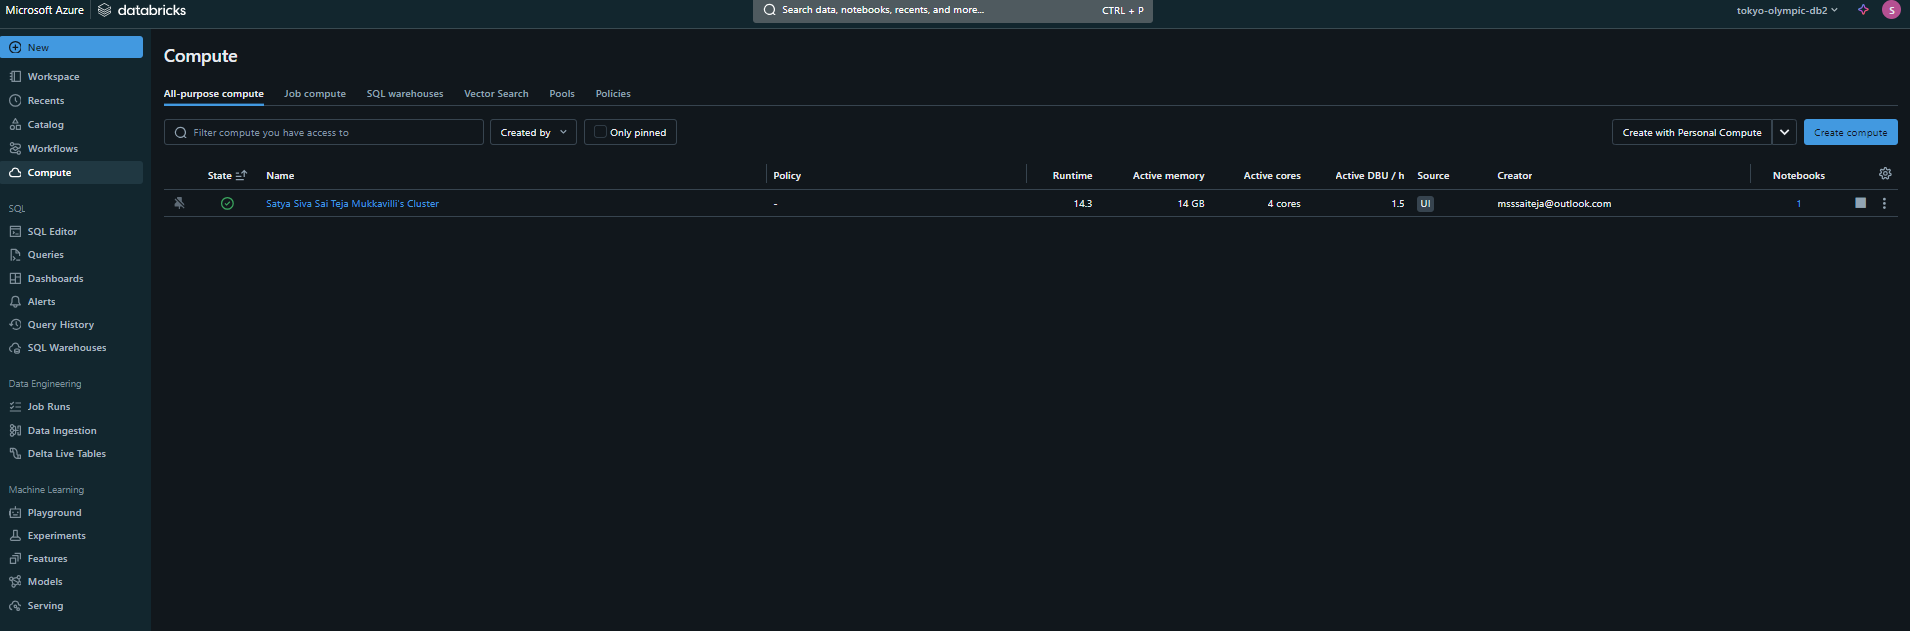 Microsoft Azure databricks
Search data, notebooks, recents, and more... CTRL + P
tokyo-olympic-db2
S
New
Workspace
Recents
Catalog
Workflows
Compute
SQL
SQL Editor
Queries
Dashboards
Alerts
Query History
SQL Warehouses
Data Engineering
Job Runs
Data Ingestion
Delta Live Tables
Machine Learning
Playground
Experiments
Features
Models
Serving
Compute
All-purpose compute Job compute SQL warehouses Vector Search Pools Policies
Filter compute you have access to Created by Only pinned Create with Personal Compute Create compute
State Name Policy Runtime Active memory Active cores Active DBU / h Source Creator Notebooks
Satya Siva Sai Teja Mukkavilli's Cluster - 14.3 14 GB 4 cores 1.5 UI msssaiteja@outlook.com 1